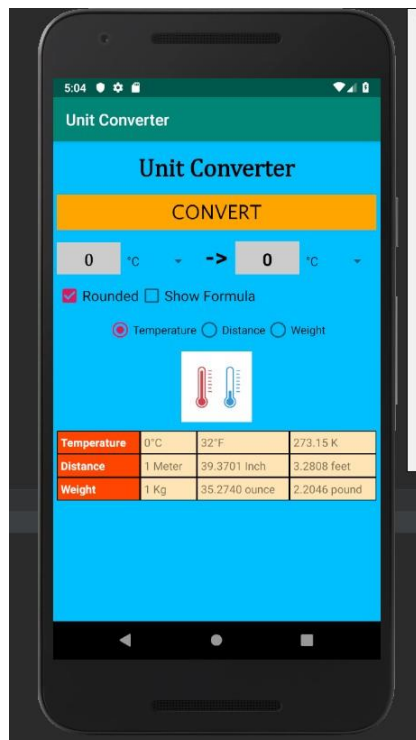 5:04
Unit Converter
Unit Converter
CONVERT
0 °C -> 0 °C
Rounded Show Formula
Temperature Distance Weight
Temperature 0°C 32°F 273.15 K
Distance 1 Meter 39.3701 Inch 3.2808 feet
Weight 1 Kg 35.2740 ounce 2.2046 pound